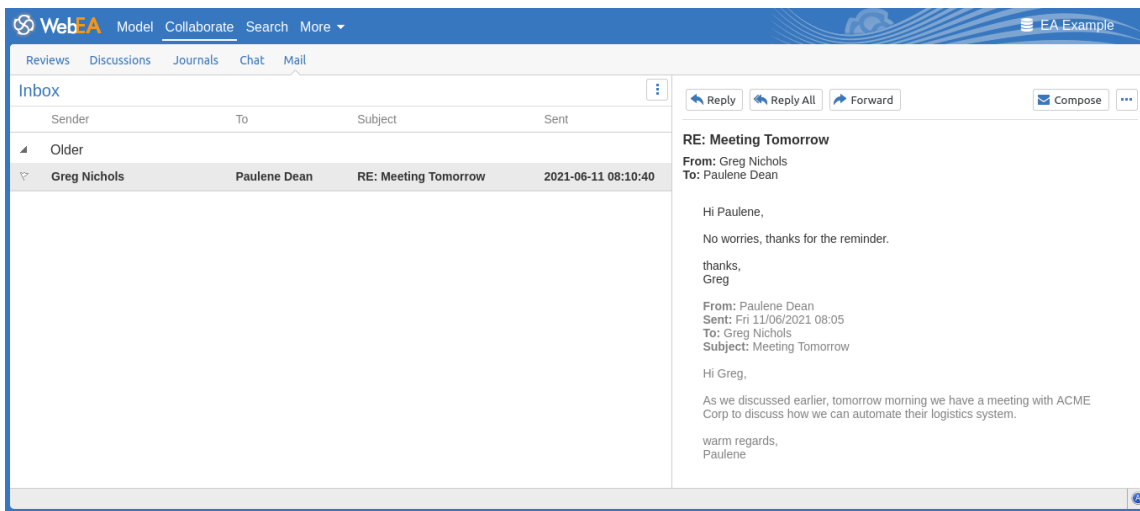 WebEA Model Collaborate Search More EA Example
Reviews Discussions Journals Chat Mail
Inbox
Sender To Subject Sent
Older
Greg Nichols Paulene Dean RE: Meeting Tomorrow 2021-06-11 08:10:40
Reply Reply All Forward Compose
RE: Meeting Tomorrow
From: Greg Nichols
To: Paulene Dean
Hi Paulene,
No worries, thanks for the reminder.
thanks,
Greg
From: Paulene Dean
Sent: Fri 11/06/2021 08:05
To: Greg Nichols
Subject: Meeting Tomorrow
Hi Greg,
As we discussed earlier, tomorrow morning we have a meeting with ACME
Corp to discuss how we can automate their logistics system.
warm regards,
Paulene